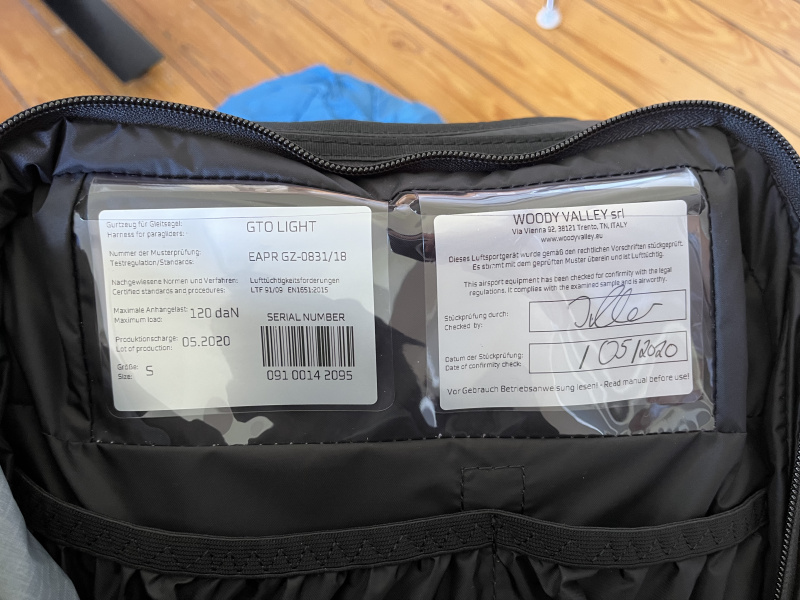 Gurtzeug für Gleitsegel:
Harness for paragliders:
GTO LIGHT
Nummer der Musterprüfung:
Testregulation/Standards:
EAPR GZ-0831/18
Nachgewiesene Normen und Verfahren:
Certified standards and procedures:
Lufttüchtigkeitsforderungen
LTF 91/09 EN1651:2015
Maximale Anhängelast:
Maximum load:
120 daN
Produktionscharge:
Lot of production:
05.2020
Größe:
Size:
S
SERIAL NUMBER
091 0014 2095
WOODY VALLEY srl
Via Vienna 92, 38121 Trento, TN, ITALY
www.woodyvalley.eu
Dieses Luftsportgerät wurde gemäß den rechtlichen Vorschriften stückgeprüft.
Es stimmt mit dem geprüften Muster überein und ist lufttüchtig.
This airport equipment has been checked for confirmity with the legal
regulations, it complies with the examined sample and is airworthy.
Stückprüfung durch:
Checked by:
Datum der Stückprüfung:
Date of confirmity check:
/05/2020
Vor Gebrauch Betriebsanweisung lesen! - Read manual before use!